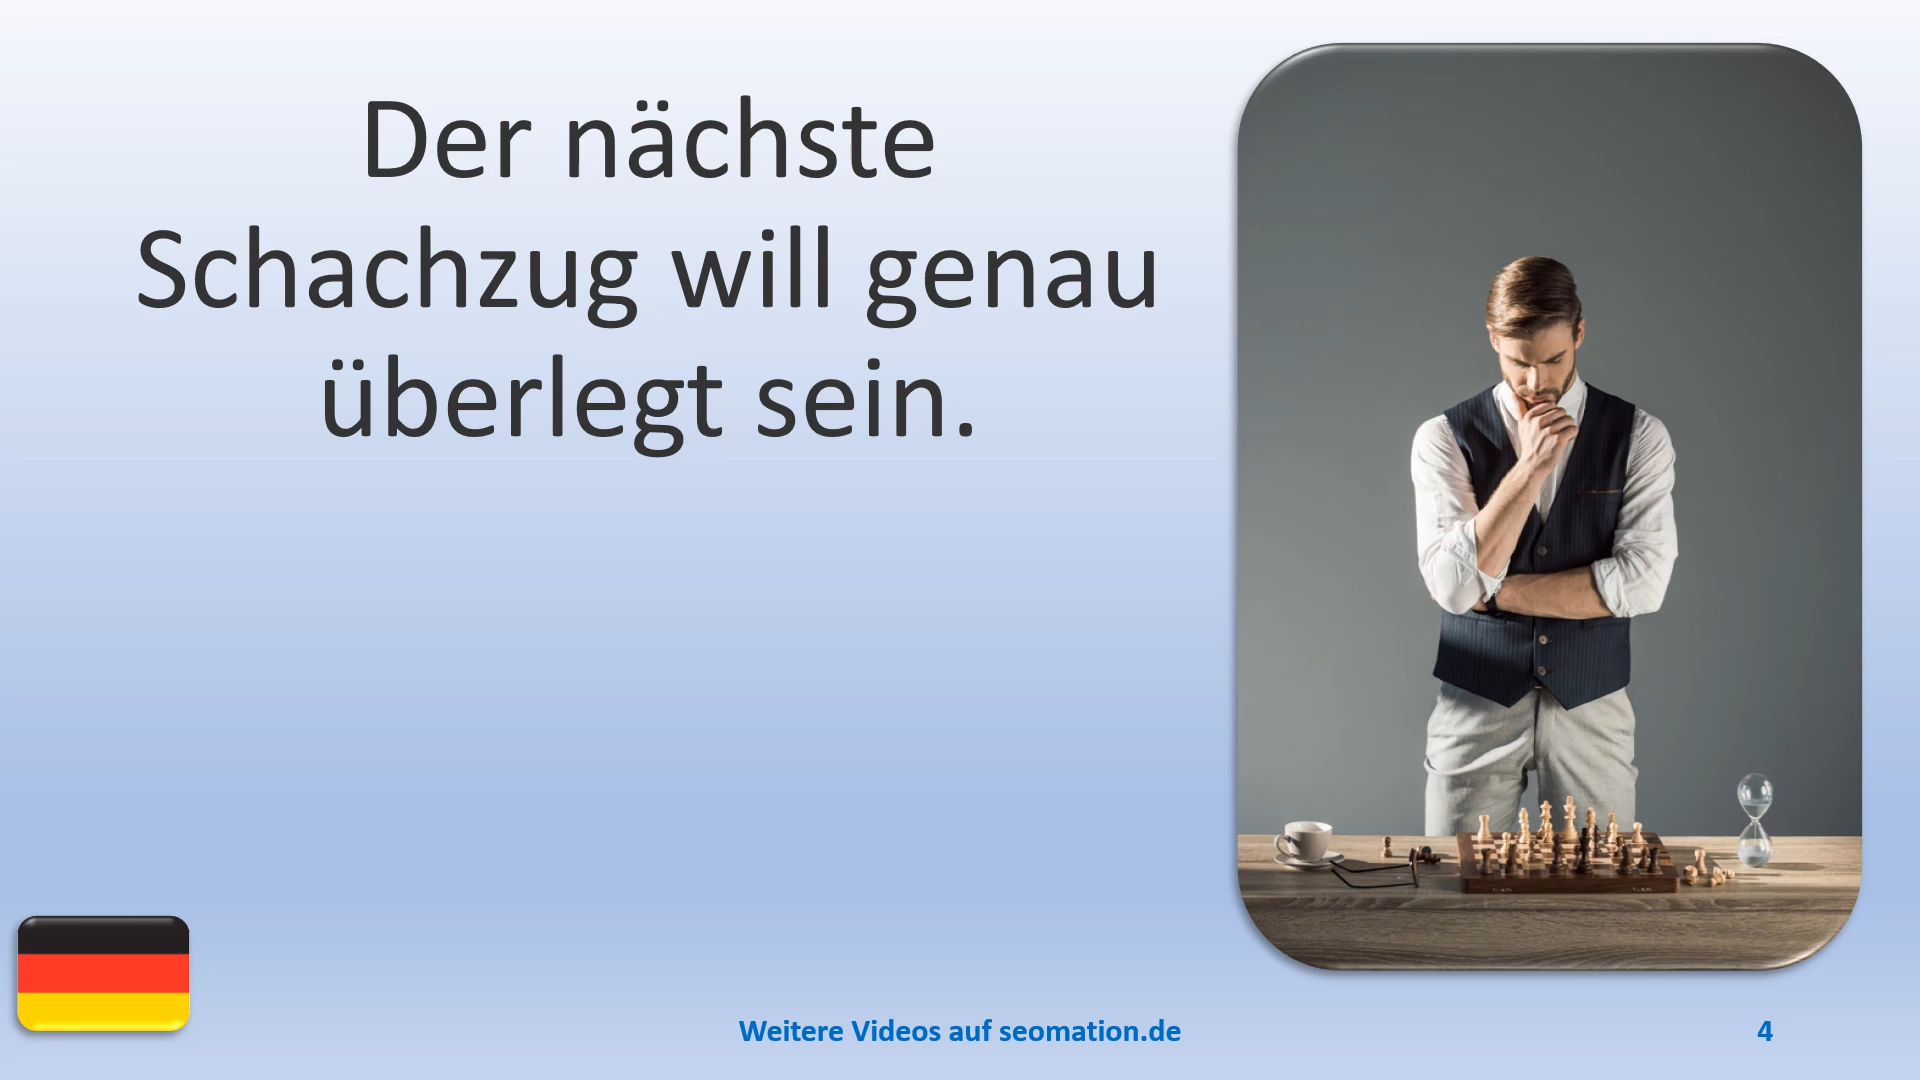 Der nächste
Schachzug will genau
überlegt sein.
Weitere Videos auf seomation.de
4